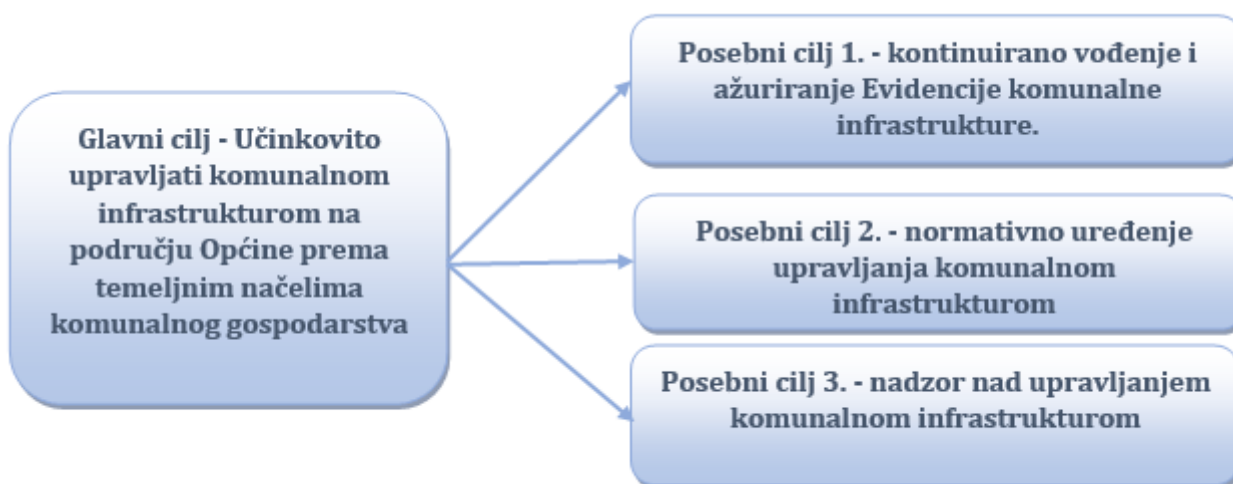 Glavni cilj - Učinkovito
upravljati komunalnom
infrastrukturom na
području Općine prema
temeljnim načelima
komunalnog gospodarstva
Posebni cilj 1. - kontinuirano vođenje i
ažuriranje Evidencije komunalne
infrastrukture.
Posebni cilj 2. - normativno uređenje
upravljanja komunalnom
infrastrukturom
Posebni cilj 3. - nadzor nad upravljanjem
komunalnom infrastrukturom